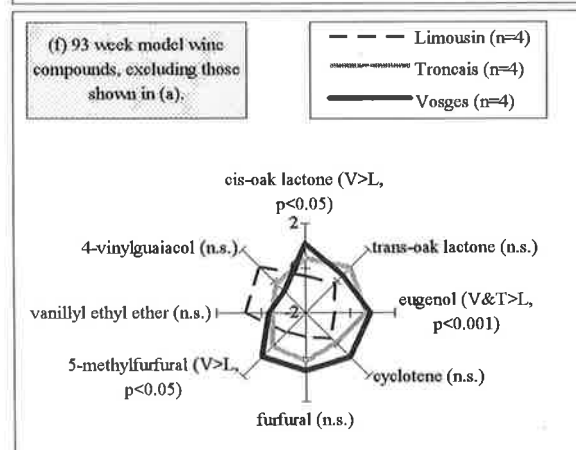 (f) 93 week model wine
compounds, excluding those
shown in (a).
Limousin (n=4)
Troncais (n=4)
Vosges (n=4)
cis-oak lactone (V>L,
p<0.05)
2
4-vinylguaiacol (n.s.)
trans-oak lactone (n.s.)
vanillyl ethyl ether (n.s.)
-2
eugenol (V&T>L,
p<0.001)
5-methylfurfural (V>L,
p<0.05)
cyclotene (n.s.)
furfural (n.s.)